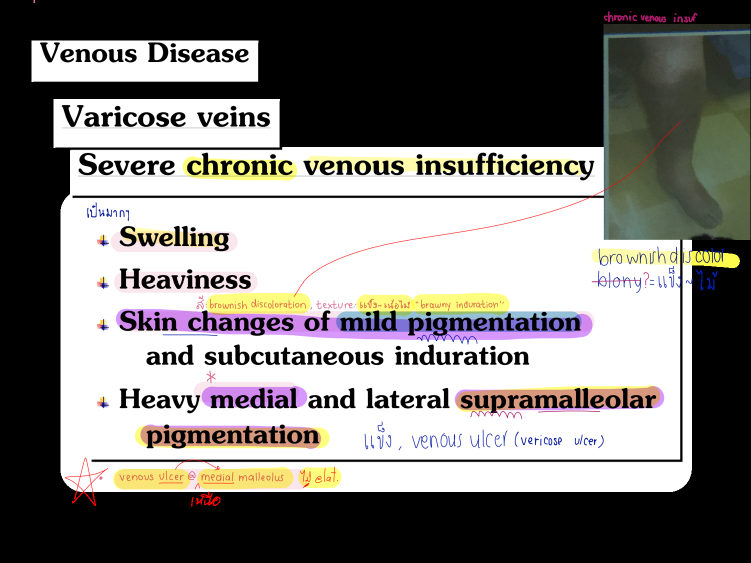 chronic venous insuf
Venous Disease
Varicose veins
Severe chronic venous insufficiency
เป็นมากๆ
Swelling
Heaviness
brownish discolor
blony? = แข็ง ~ ไม้
สี: brownish discoloration, texture: แข็ง-เนื้อไม้ "brawny induration"
Skin changes of mild pigmentation
and subcutaneous induration
* 
Heavy medial and lateral supramalleolar
pigmentation
แข็ง, venous ulcer (vericose ulcer)
venous ulcer @ medial malleolus ไม่ใช่ lat.
เหนือ